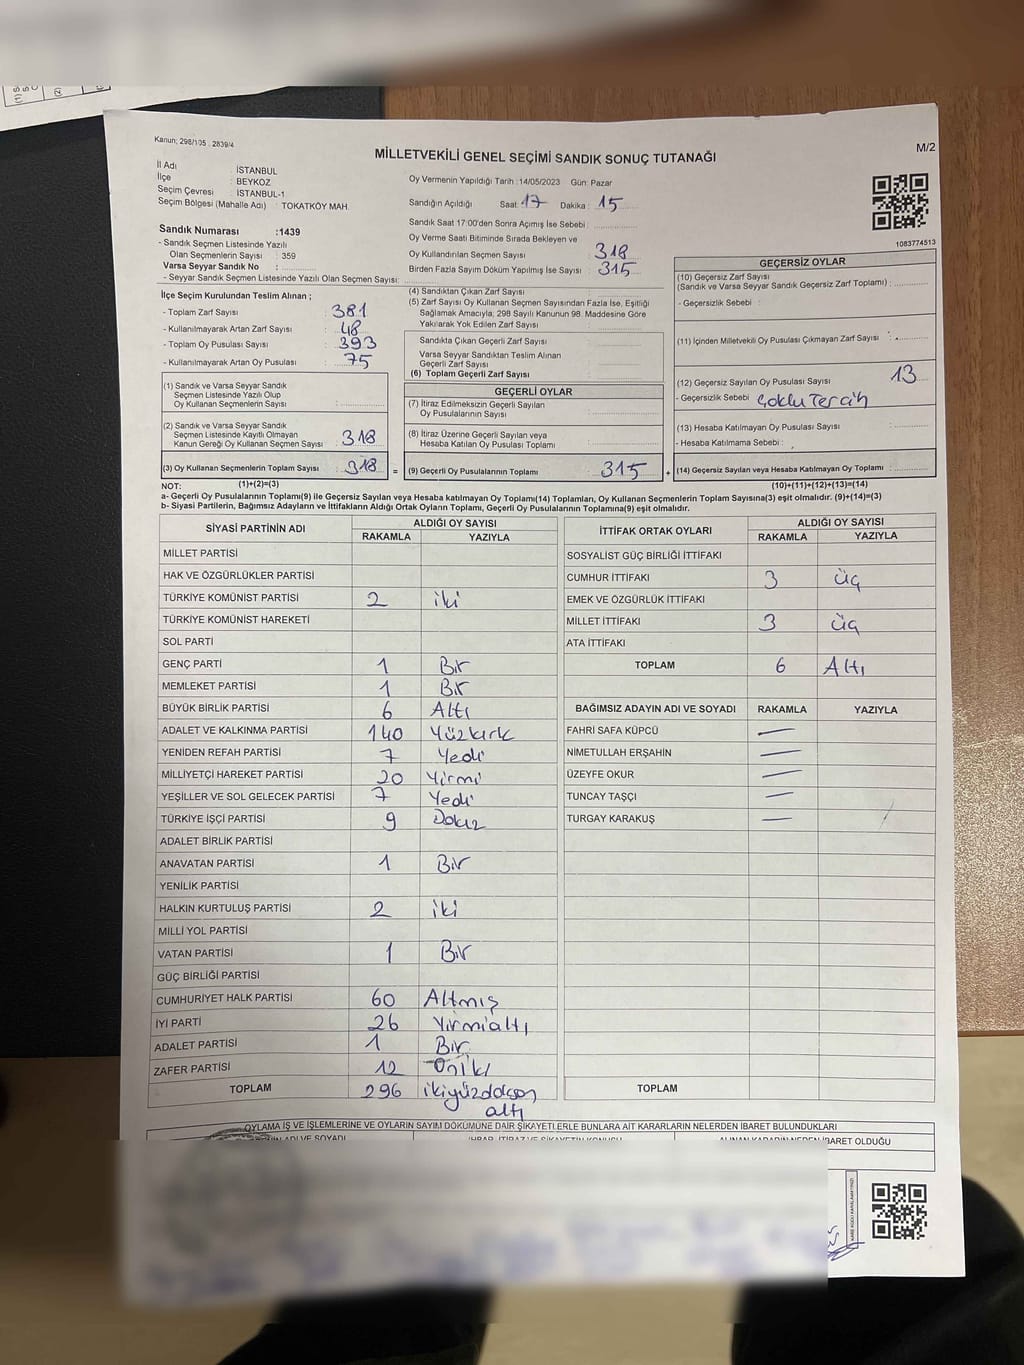 Kanun; 298/105 , 2839/4
MİLLETVEKİLİ GENEL SEÇİMİ SANDIK SONUÇ TUTANAĞI
M/2
İl Adı : İSTANBUL
İlçe : BEYKOZ
Seçim Çevresi : İSTANBUL-1
Seçim Bölgesi (Mahalle Adı) : TOKATKÖY MAH.
Sandık Numarası :1439
- Sandık Seçmen Listesinde Yazılı
Olan Seçmenlerin Sayısı : 359
Varsa Seyyar Sandık No :
- Seyyar Sandık Seçmen Listesinde Yazılı Olan Seçmen Sayısı:
Oy Vermenin Yapıldığı Tarih :14/05/2023 Gün: Pazar
Sandığın Açıldığı Saat: 17 Dakika : 15
Sandık Saat 17:00'den Sonra Açımış İse Sebebi :
Oy Verme Saati Bitiminde Sırada Bekleyen ve
Oy Kullandırılan Seçmen Sayısı : 318
Birden Fazla Sayım Döküm Yapılmış İse Sayısı : 315
1083774513
İlçe Seçim Kurulundan Teslim Alınan ;
- Toplam Zarf Sayısı : 381
- Kullanılmayarak Artan Zarf Sayısı : 48
- Toplam Oy Pusulası Sayısı : 393
- Kullanılmayarak Artan Oy Pusulası : 75
(4) Sandıktan Çıkan Zarf Sayısı :
(5) Zarf Sayısı Oy Kullanan Seçmen Sayısından Fazla İse, Eşitliği
Sağlamak Amacıyla, 298 Sayılı Kanunun 98. Maddesine Göre
Yakılarak Yok Edilen Zarf Sayısı :
Sandıkta Çıkan Geçerli Zarf Sayısı
Varsa Seyyar Sandıktan Teslim Alınan
Geçerli Zarf Sayısı
(6) Toplam Geçerli Zarf Sayısı
GEÇERSİZ OYLAR
(10) Geçersiz Zarf Sayısı
(Sandık ve Varsa Seyyar Sandık Geçersiz Zarf Toplamı) :
- Geçersizlik Sebebi :
(11) İçinden Milletvekili Oy Pusulası Çıkmayan Zarf Sayısı :
(12) Geçersiz Sayılan Oy Pusulası Sayısı 13
- Geçersizlik Sebebi Çoklu Tercih
(13) Hesaba Katılmayan Oy Pusulası Sayısı :
- Hesaba Katılmama Sebebi :
(1) Sandık ve Varsa Seyyar Sandık
Seçmen Listesinde Yazılı Olup
Oy Kullanan Seçmenlerin Sayısı :
(2) Sandık ve Varsa Seyyar Sandık
Seçmen Listesinde Kayıtlı Olmayan
Kanun Gereği Oy Kullanan Seçmen Sayısı : 318
GEÇERLİ OYLAR
(7) İtiraz Edilmeksizin Geçerli Sayılan
Oy Pusulalarının Sayısı :
(8) İtiraz Üzerine Geçerli Sayılan veya
Hesaba Katılan Oy Pusulası Toplamı :
(3) Oy Kullanan Seçmenlerin Toplam Sayısı : 318 = (9) Geçerli Oy Pusulalarının Toplamı : 315 + (14) Geçersiz Sayılan veya Hesaba Katılmayan Oy Toplamı :
NOT: (1)+(2)=(3) (10)+(11)+(12)+(13)=(14)
a- Geçerli Oy Pusulalarının Toplamı(9) ile Geçersiz Sayılan veya Hesaba katılmayan Oy Toplamı(14) Toplamları, Oy Kullanan Seçmenlerin Toplam Sayısına(3) eşit olmalıdır. (9)+(14)=(3)
b- Siyasi Partilerin, Bağımsız Adayların ve İttifakların Aldığı Ortak Oyların Toplamı, Geçerli Oy Pusulalarının Toplamına(9) eşit olmalıdır.
SİYASİ PARTİNİN ADI ALDIĞI OY SAYISI
RAKAMLA YAZIYLA
MİLLET PARTİSİ
HAK VE ÖZGÜRLÜKLER PARTİSİ
TÜRKİYE KOMÜNİST PARTİSİ 2 iki
TÜRKİYE KOMÜNİST HAREKETİ
SOL PARTİ
GENÇ PARTİ 1 Bir
MEMLEKET PARTİSİ 1 Bir
BÜYÜK BİRLİK PARTİSİ 6 Altı
ADALET VE KALKINMA PARTİSİ 140 Yüzkırk
YENİDEN REFAH PARTİSİ 7 Yedi
MİLLİYETÇİ HAREKET PARTİSİ 20 Yirmi
YEŞİLLER VE SOL GELECEK PARTİSİ 7 Yedi
TÜRKİYE İŞÇİ PARTİSİ 9 Dokuz
ADALET BİRLİK PARTİSİ
ANAVATAN PARTİSİ 1 Bir
YENİLİK PARTİSİ
HALKIN KURTULUŞ PARTİSİ 2 iki
MİLLİ YOL PARTİSİ
VATAN PARTİSİ 1 Bir
GÜÇ BİRLİĞİ PARTİSİ
CUMHURİYET HALK PARTİSİ 60 Altmış
İYİ PARTİ 26 Yirmialtı
ADALET PARTİSİ 1 Bir
ZAFER PARTİSİ 12 Oniki
TOPLAM 296 ikiyüzdoksan
altı
İTTİFAK ORTAK OYLARI ALDIĞI OY SAYISI
RAKAMLA YAZIYLA
SOSYALİST GÜÇ BİRLİĞİ İTTİFAKI
CUMHUR İTTİFAKI 3 üç
EMEK VE ÖZGÜRLÜK İTTİFAKI
MİLLET İTTİFAKI 3 üç
ATA İTTİFAKI
TOPLAM 6 Altı
BAĞIMSIZ ADAYIN ADI VE SOYADI RAKAMLA YAZIYLA
FAHRİ SAFA KÜPCÜ —
NİMETULLAH ERŞAHİN —
ÜZEYFE OKUR —
TUNCAY TAŞÇI —
TURGAY KARAKUŞ —
TOPLAM
OYLAMA İŞ VE İŞLEMLERİNE VE OYLARIN SAYIM DÖKÜMÜNE DAİR ŞİKAYETLERLE BUNLARA AİT KARARLARIN NELERDEN İBARET BULUNDUKLARI